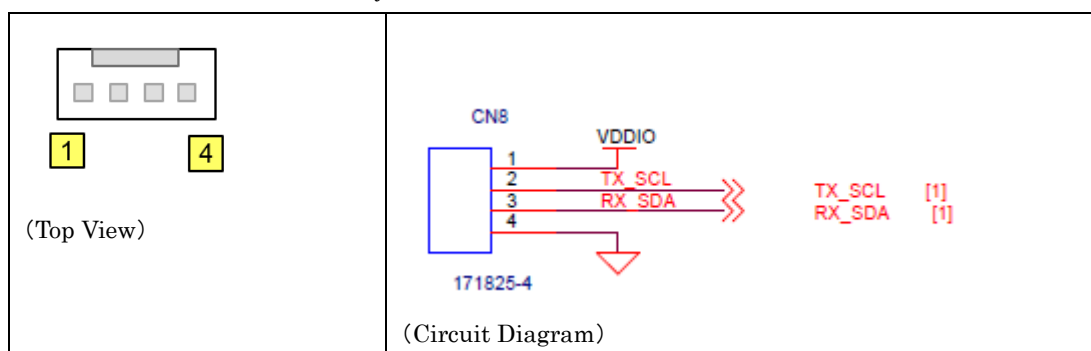 1
4
(Top View)
CN8
VDDIO
1
2
TX_SCL
3
RX_SDA
4
TX_SCL [1]
RX_SDA [1]
171825-4
(Circuit Diagram)